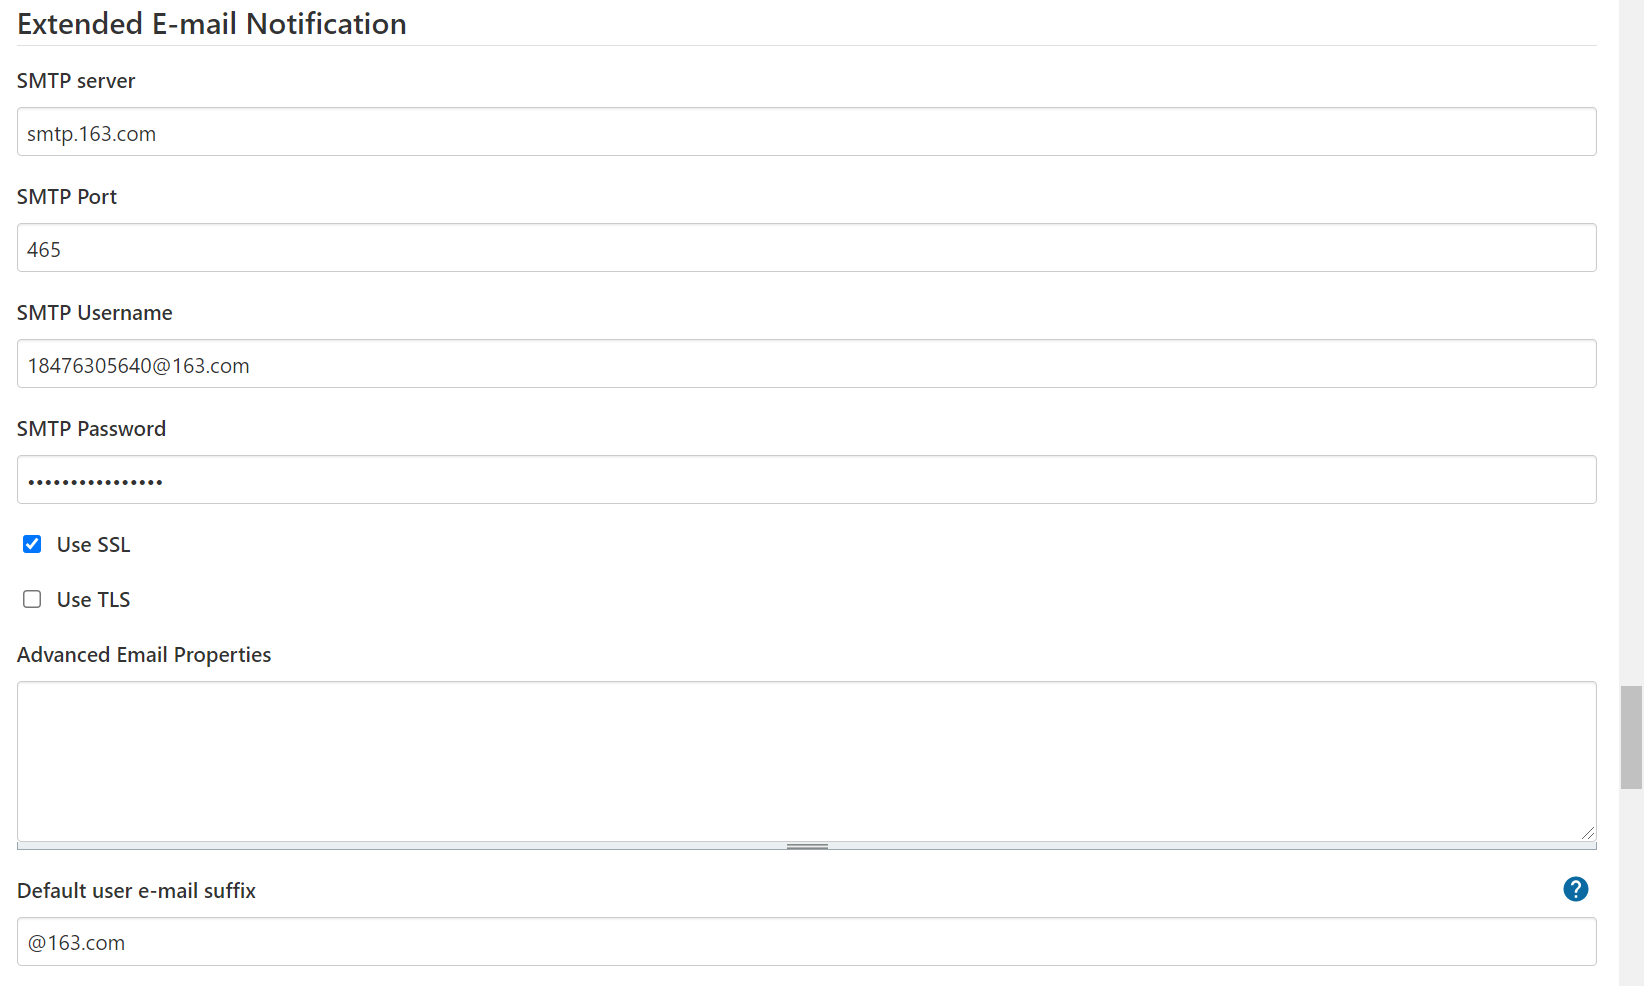 Extended E-mail Notification
SMTP server
smtp.163.com
SMTP Port
465
SMTP Username
18476305640@163.com
SMTP Password
••••••••••••••••
Use SSL
Use TLS
Advanced Email Properties
Default user e-mail suffix
?
@163.com